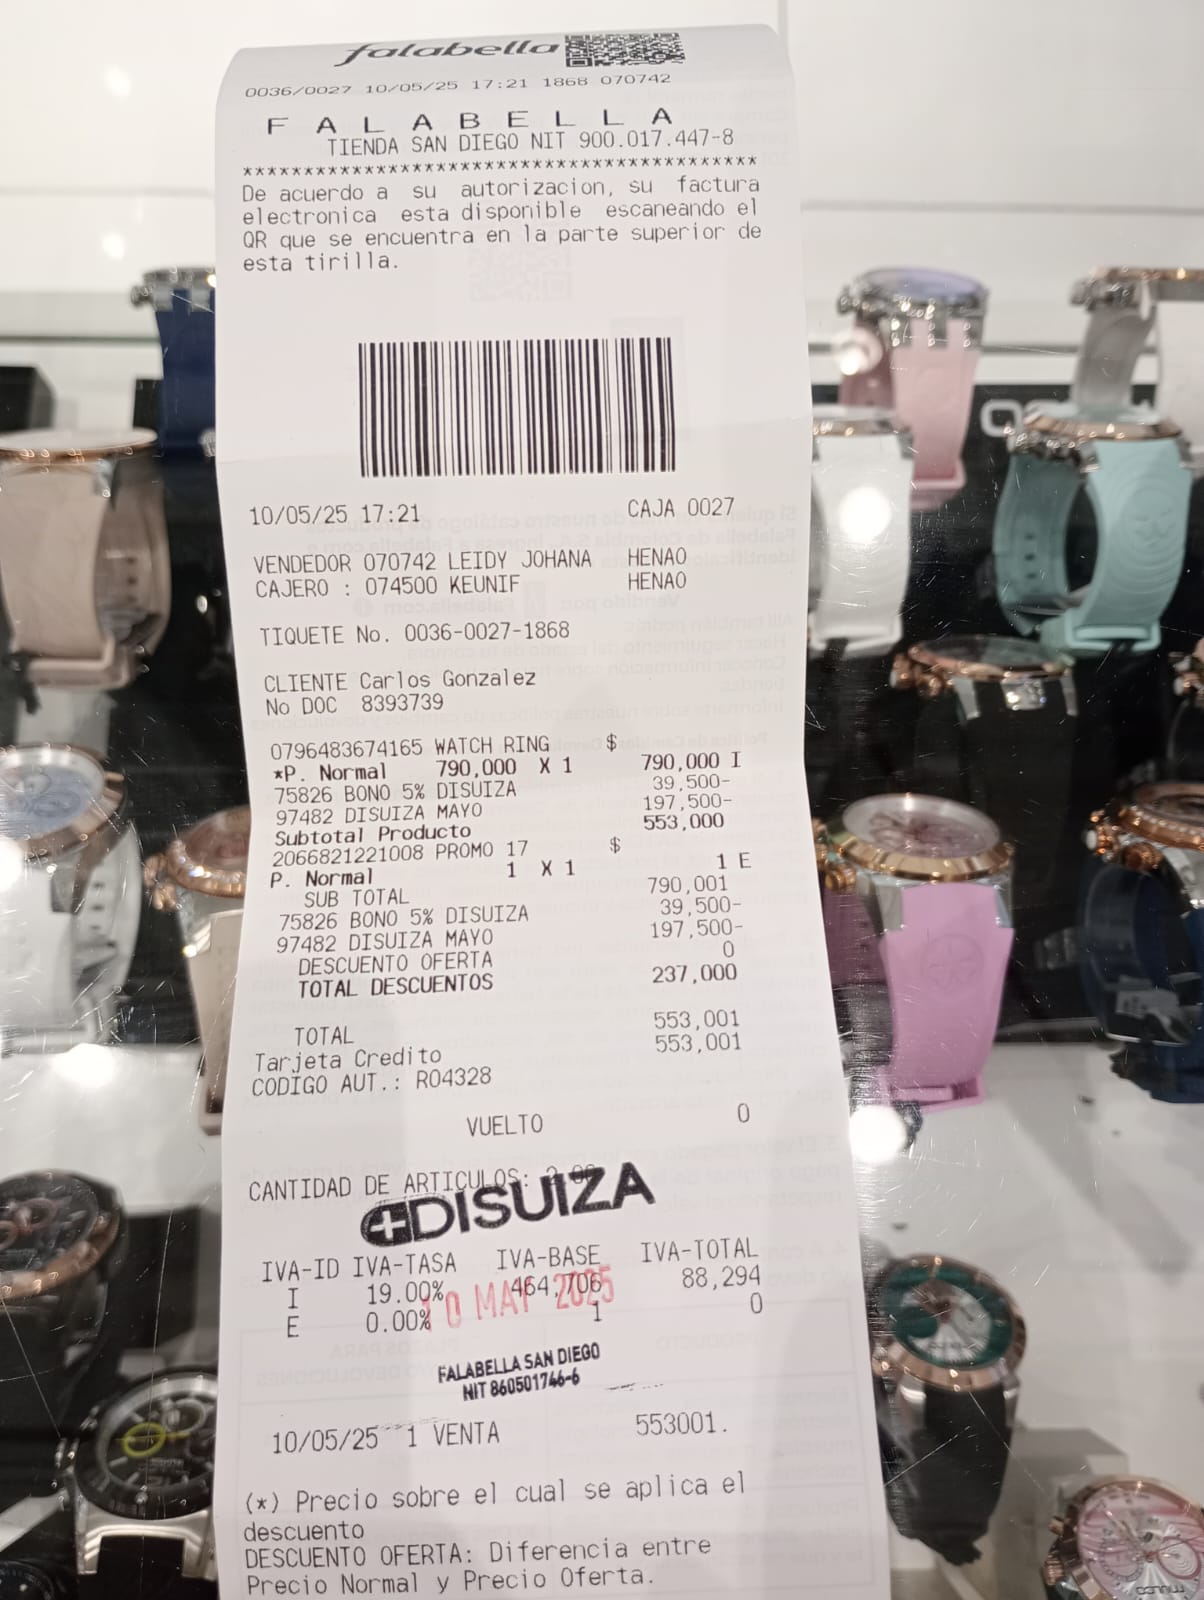 falabella
0036/0027 10/05/25 17:21 1868 070742
F A L A B E L L A
TIENDA SAN DIEGO NIT 900.017.447-8
*******************************************
De acuerdo a su autorizacion, su factura
electronica esta disponible escaneando el
QR que se encuentra en la parte superior de
esta tirilla.
10/05/25 17:21 CAJA 0027
VENDEDOR 070742 LEIDY JOHANA HENAO
CAJERO : 074500 KEUNIF HENAO
TIQUETE No. 0036-0027-1868
CLIENTE Carlos Gonzalez
No DOC 8393739
0796483674165 WATCH RING $
*P. Normal 790,000 X 1 790,000 I
75826 BONO 5% DISUIZA 39,500-
97482 DISUIZA MAYO 197,500-
Subtotal Producto 553,000
2066821221008 PROMO 17 $
P. Normal 1 X 1 1 E
SUB TOTAL 790,001
75826 BONO 5% DISUIZA 39,500-
97482 DISUIZA MAYO 197,500-
DESCUENTO OFERTA 0
TOTAL DESCUENTOS 237,000
TOTAL 553,001
Tarjeta Credito 553,001
CODIGO AUT.: R04328
VUELTO 0
CANTIDAD DE ARTICULOS: 2.00
DISUIZA
IVA-ID IVA-TASA IVA-BASE IVA-TOTAL
I 19.00% 464,706 88,294
10 MAY 2025
E 0.00% 1 0
FALABELLA SAN DIEGO
NIT 860501746-6
10/05/25 1 VENTA 553001.
(*) Precio sobre el cual se aplica el
descuento
DESCUENTO OFERTA: Diferencia entre
Precio Normal y Precio Oferta.